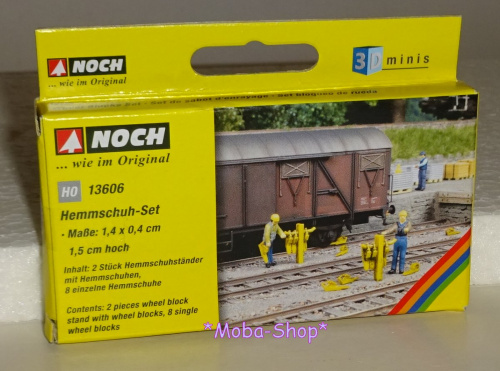 NOCH
... wie im Original
3D minis
NOCH
... wie im Original
H0 13606
Hemmschuh-Set
· Maße: 1,4 x 0,4 cm
1,5 cm hoch
Inhalt: 2 Stück Hemmschuhständer
mit Hemmschuhen,
8 einzelne Hemmschuhe
Contents: 2 pieces wheel block
stand with wheel blocks, 8 single
wheel blocks
*Moba-Shop*